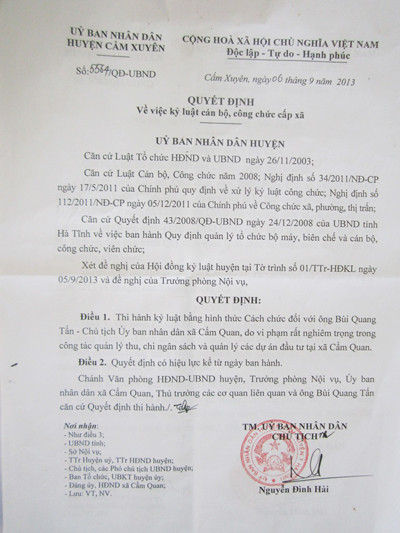 UỶ BAN NHÂN DÂN
HUYỆN CẨM XUYÊN
CỘNG HOÀ XÃ HỘI CHỦ NGHĨA VIỆT NAM
Độc lập - Tự do - Hạnh phúc
Số: 5564/QĐ-UBND
Cẩm Xuyên, ngày 06 tháng 9 năm 2013
QUYẾT ĐỊNH
Về việc kỷ luật cán bộ, công chức cấp xã
UỶ BAN NHÂN DÂN HUYỆN
Căn cứ Luật Tổ chức HĐND và UBND ngày 26/11/2003;
Căn cứ Luật Cán bộ, Công chức năm 2008; Nghị định số 34/2011/NĐ-CP
ngày 17/5/2011 của Chính phủ quy định về xử lý kỷ luật công chức; Nghị định số
112/2011/NĐ-CP ngày 05/12/2011 của Chính phủ về Công chức xã, phường, thị trấn;
Căn cứ Quyết định 43/2008/QĐ-UBND ngày 24/12/2008 của UBND tỉnh
Hà Tĩnh về việc ban hành Quy định quản lý tổ chức bộ máy, biên chế và cán bộ,
công chức, viên chức;
Xét đề nghị của Hội đồng kỷ luật huyện tại Tờ trình số 01/TTr-HĐKL ngày
05/9/2013 và đề nghị của Trưởng phòng Nội vụ,
QUYẾT ĐỊNH:
Điều 1. Thi hành kỷ luật bằng hình thức Cách chức đối với ông Bùi Quang
Tấn - Chủ tịch Ủy ban nhân dân xã Cẩm Quan, do vi phạm rất nghiêm trọng trong
công tác quản lý thu, chi ngân sách và quản lý các dự án đầu tư tại xã Cẩm Quan.
Điều 2. Quyết định có hiệu lực kể từ ngày ban hành.
Chánh Văn phòng HĐND-UBND huyện, Trưởng phòng Nội vụ, Ủy ban
nhân dân xã Cẩm Quan, Thủ trưởng các cơ quan liên quan và ông Bùi Quang Tấn
căn cứ Quyết định thi hành./.
Nơi nhận:
- Như điều 3;
- UBND tỉnh;
- Sở Nội vụ;
- TTr Huyện uỷ, TTr HĐND huyện;
- Chủ tịch, các Phó chủ tịch UBND huyện;
- Ban Tổ chức, UBKT huyện ủy;
- Đảng ủy, HĐND xã Cẩm Quan;
- Lưu: VT, NV.
TM. UỶ BAN NHÂN DÂN
CHỦ TỊCH
Nguyễn Đình Hải